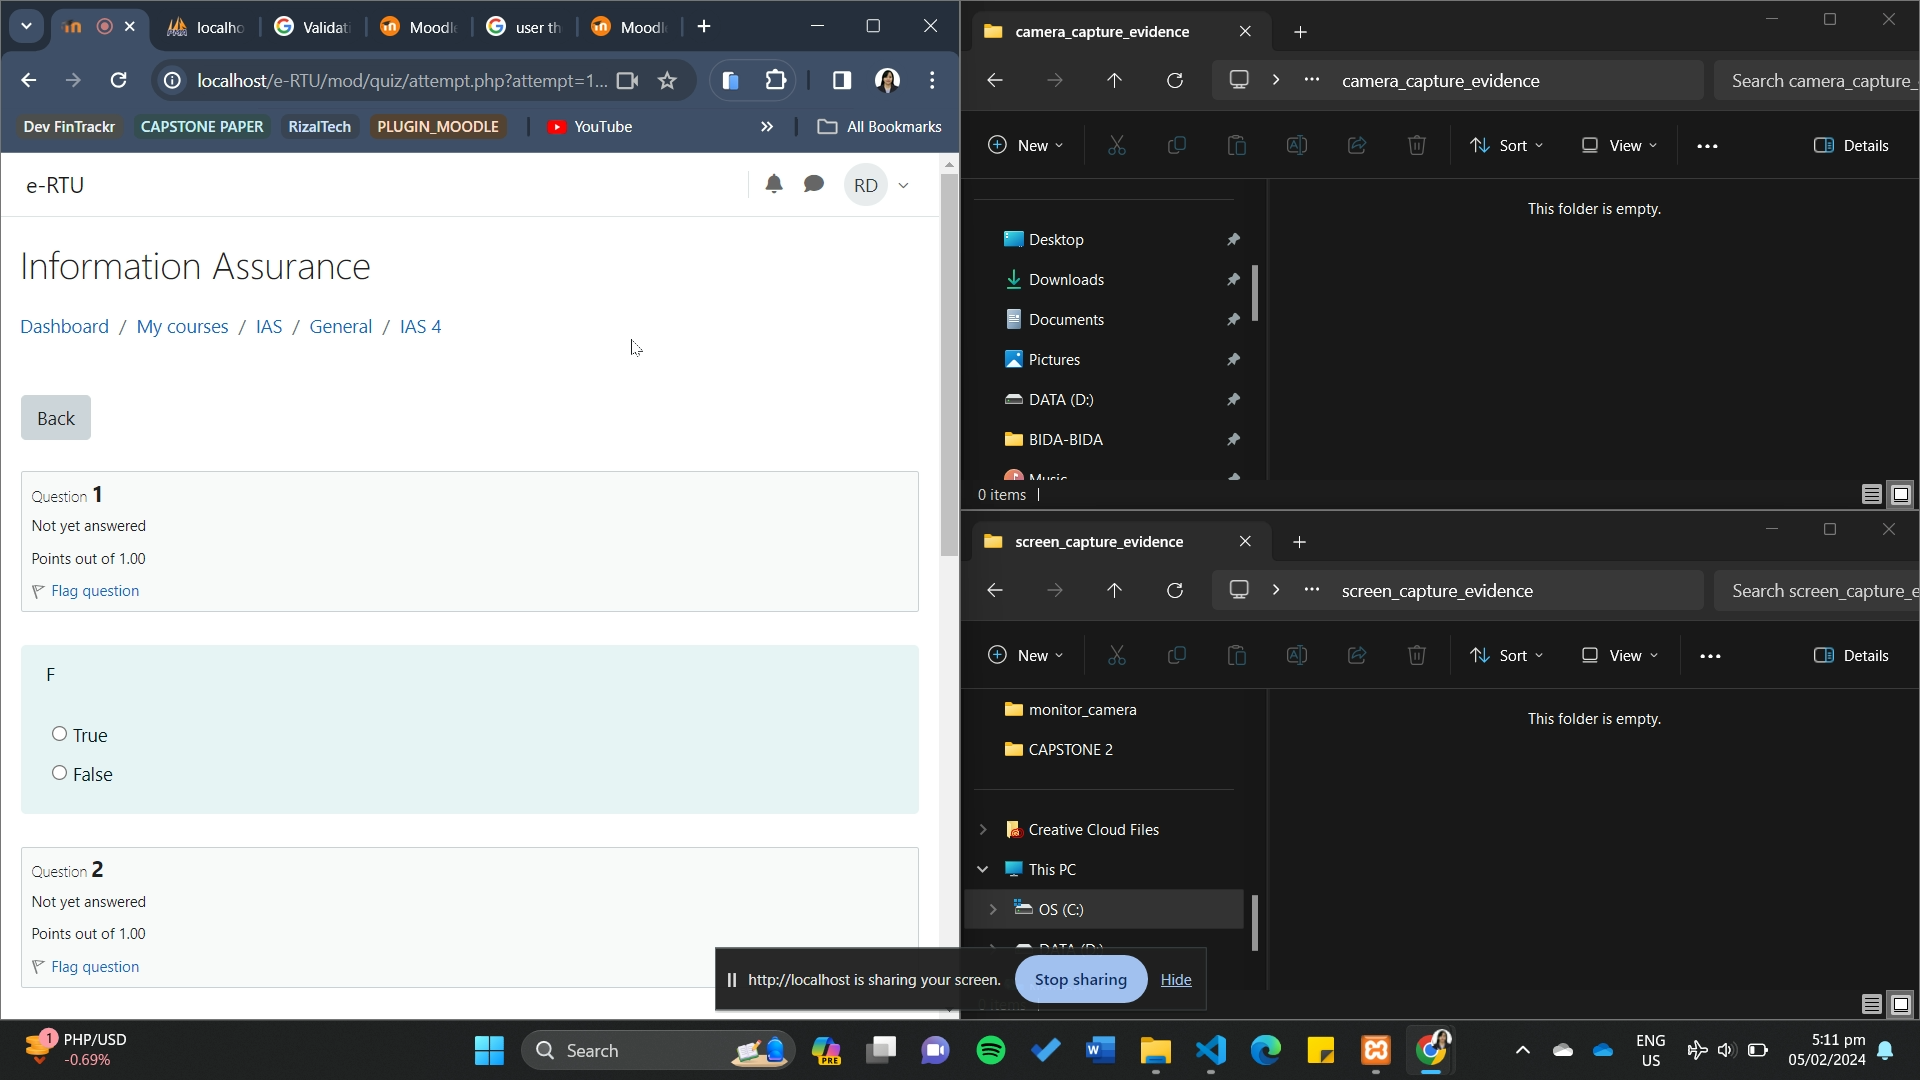 localho
Validati
Moodle
user th
Moodl
localhost/e-RTU/mod/quiz/attempt.php?attempt=1...
Dev FinTrackr
CAPSTONE PAPER
RizalTech
PLUGIN_MOODLE
YouTube
All Bookmarks
e-RTU
RD
Information Assurance
Dashboard / My courses / IAS / General / IAS 4
Back
Question 1
Not yet answered
Points out of 1.00
Flag question
F
True
False
Question 2
Not yet answered
Points out of 1.00
Flag question
camera_capture_evidence
camera_capture_evidence
Search camera_capture_
New
Sort
View
Details
Desktop
Downloads
Documents
Pictures
DATA (D:)
BIDA-BIDA
Music
This folder is empty.
0 items
screen_capture_evidence
screen_capture_evidence
Search screen_capture_e
New
Sort
View
Details
monitor_camera
CAPSTONE 2
Creative Cloud Files
This PC
OS (C:)
DATA (D:)
This folder is empty.
http://localhost is sharing your screen.
Stop sharing
Hide
1
PHP/USD
-0.69%
Search
PRE
ENG
US
5:11 pm
05/02/2024